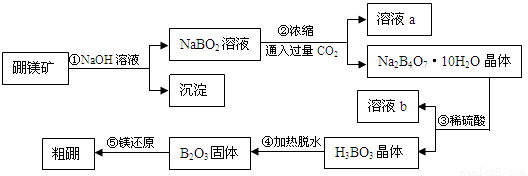 硼镁矿
①NaOH 溶液
NaBO₂溶液
沉淀
②浓缩
通入过量 CO₂
溶液 a
Na₂B₄O₇·10H₂O 晶体
③稀硫酸
溶液 b
H₃BO₃晶体
④加热脱水
B₂O₃固体
⑤镁还原
粗硼